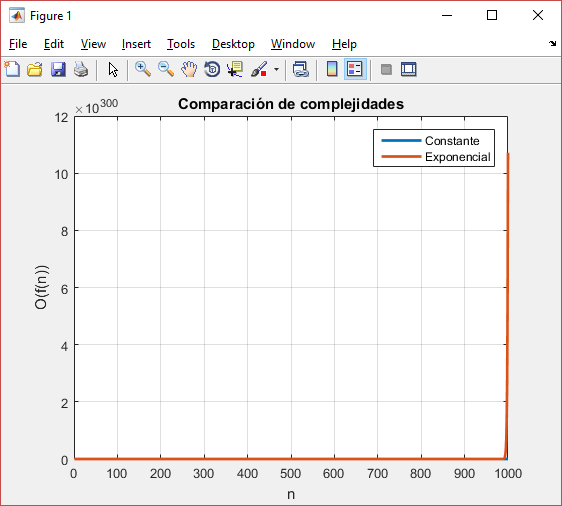 Figure 1
File Edit View Insert Tools Desktop Window Help
×10^300
Comparación de complejidades
Constante
Exponencial
12
10
8
6
4
2
0
O(f(n))
0 100 200 300 400 500 600 700 800 900 1000
n